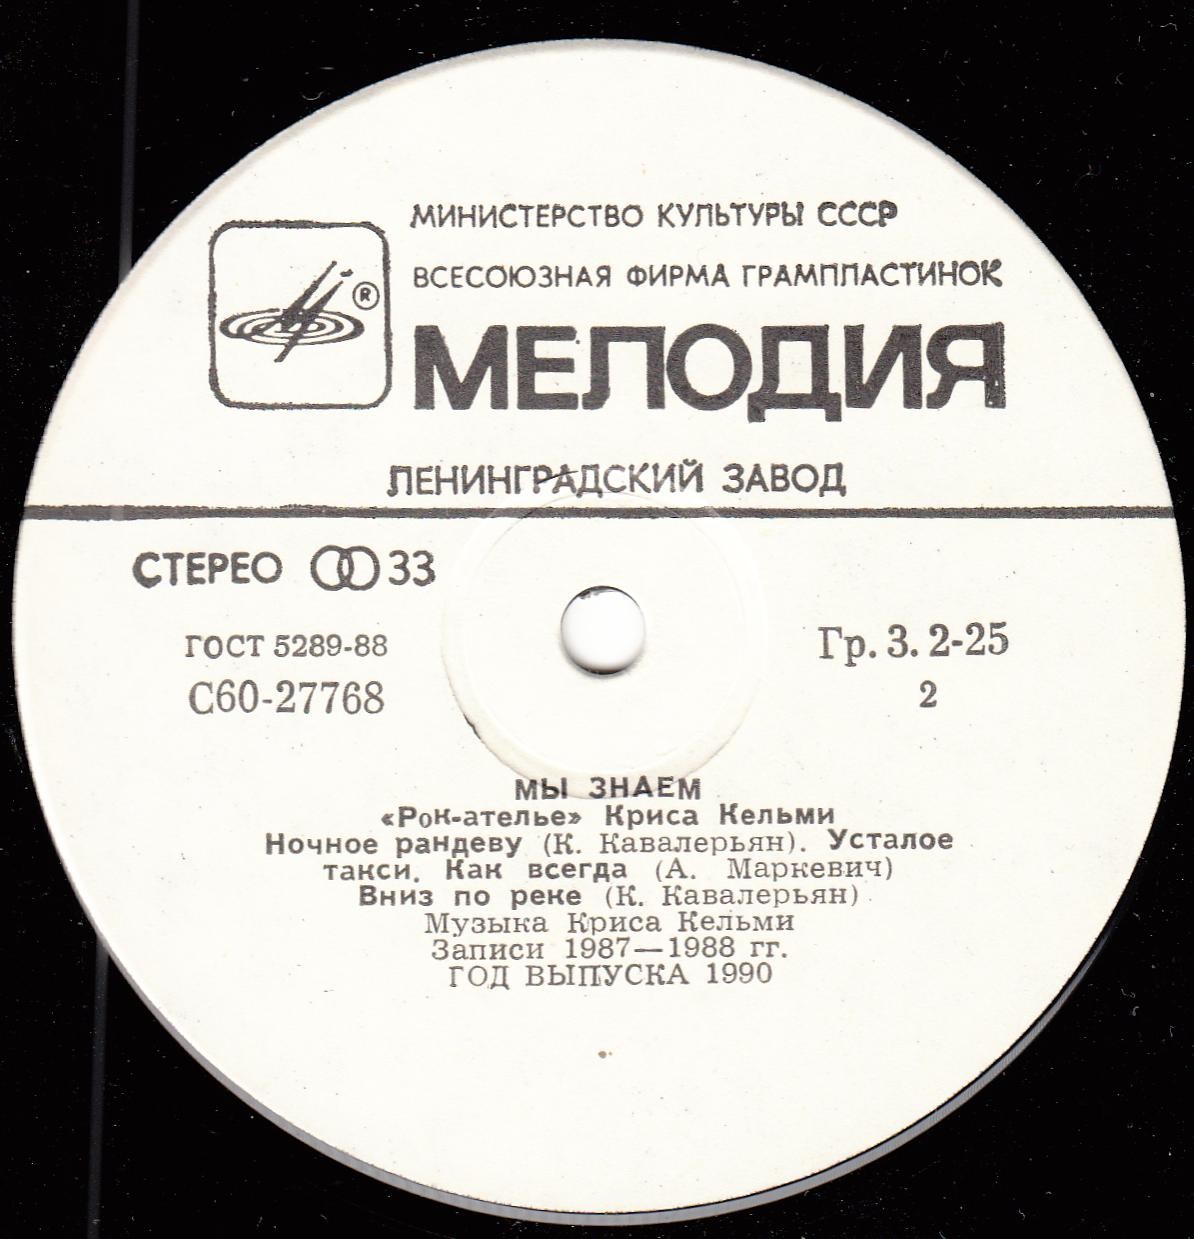 МИНИСТЕРСТВО КУЛЬТУРЫ СССР
ВСЕСОЮЗНАЯ ФИРМА ГРАМПЛАСТИНОК
®
МЕЛОДИЯ
ЛЕНИНГРАДСКИЙ ЗАВОД
СТЕРЕО 33
ГОСТ 5289-88
Гр. 3. 2-25
С60-27768
2
МЫ ЗНАЕМ
«Рок-ателье» Криса Кельми
Ночное рандеву (К. Кавалерьян). Усталое
такси. Как всегда (А. Маркевич)
Вниз по реке (К. Кавалерьян)
Музыка Криса Кельми
Записи 1987—1988 гг.
ГОД ВЫПУСКА 1990